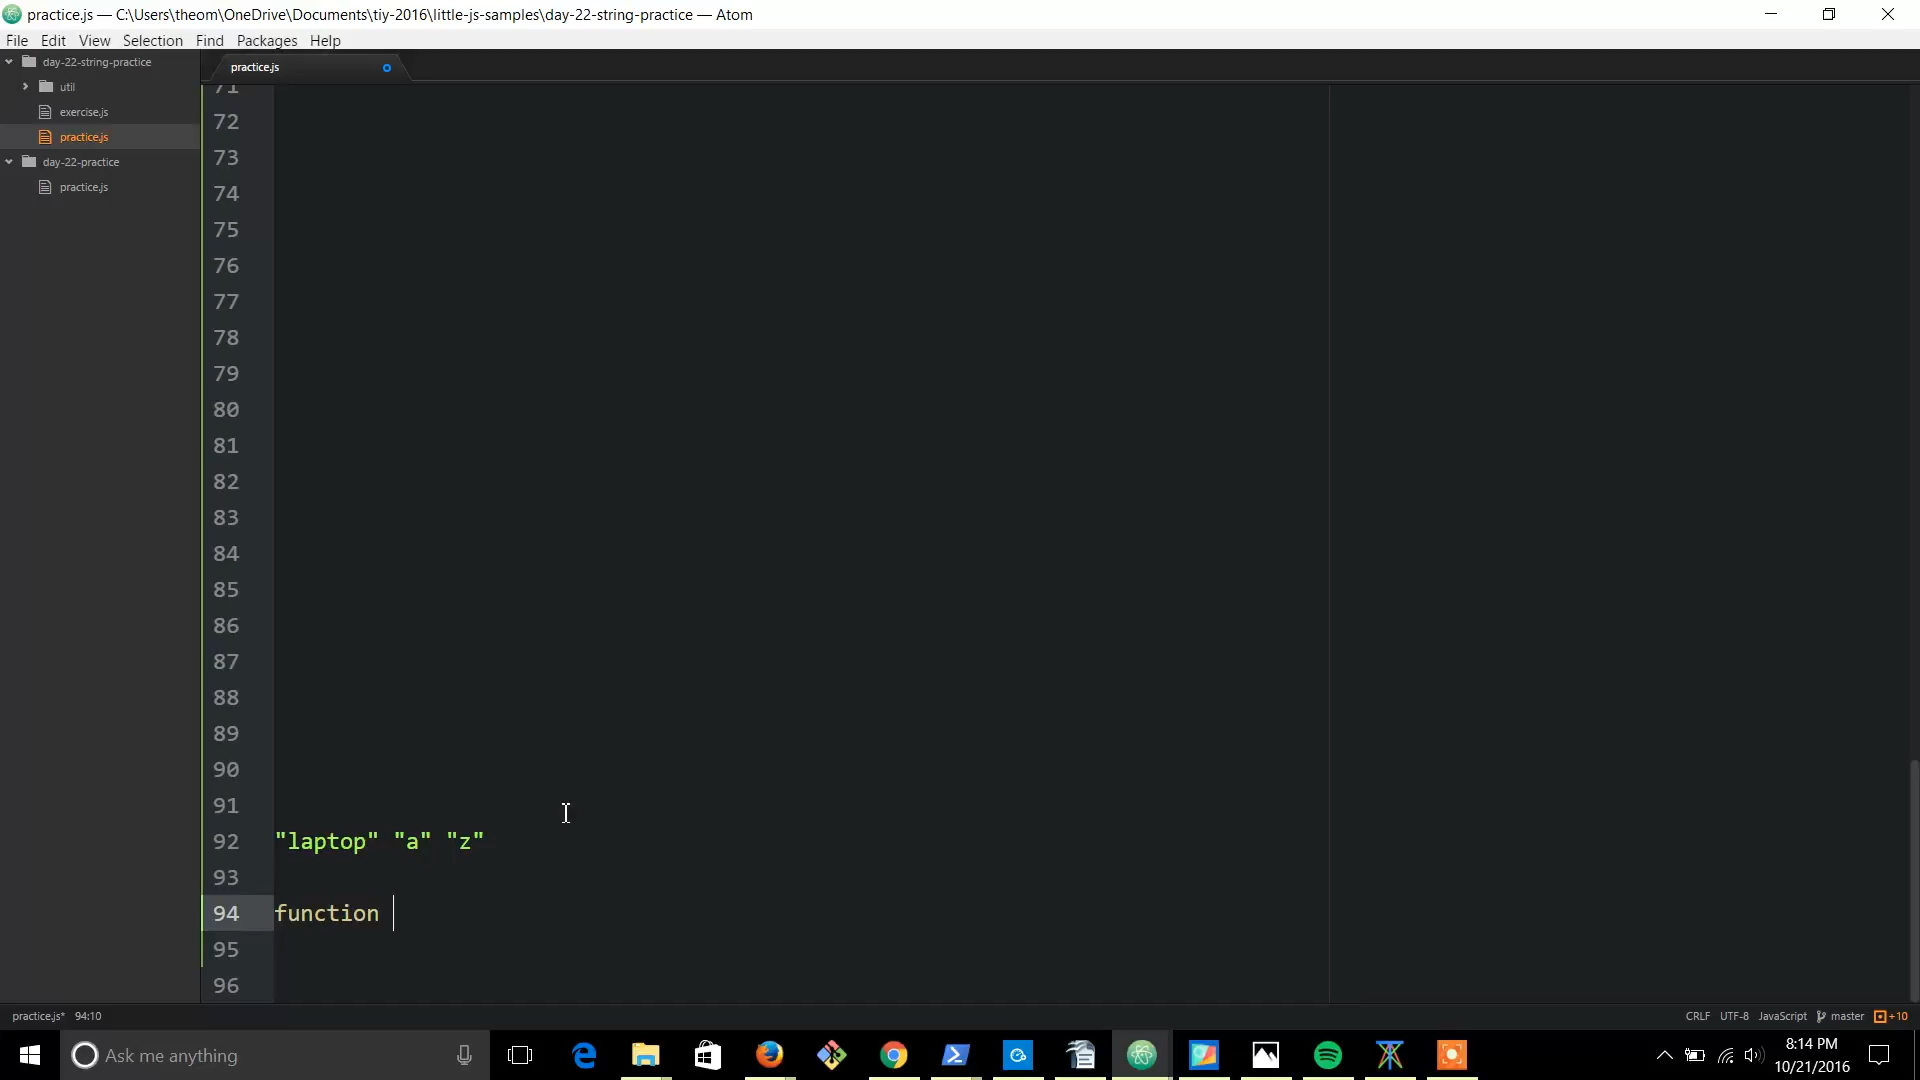 practice.js — C:\Users\theom\OneDrive\Documents\tiy-2016\little-js-samples\day-22-string-practice — Atom
File Edit View Selection Find Packages Help
day-22-string-practice
util
exercise.js
practice.js
day-22-practice
practice.js
practice.js
71
72
73
74
75
76
77
78
79
80
81
82
83
84
85
86
87
88
89
90
91
92 "laptop" "a" "z"
93
94 function
95
96
practice.js* 94:10
CRLF UTF-8 JavaScript master +10
Ask me anything
8:14 PM
10/21/2016